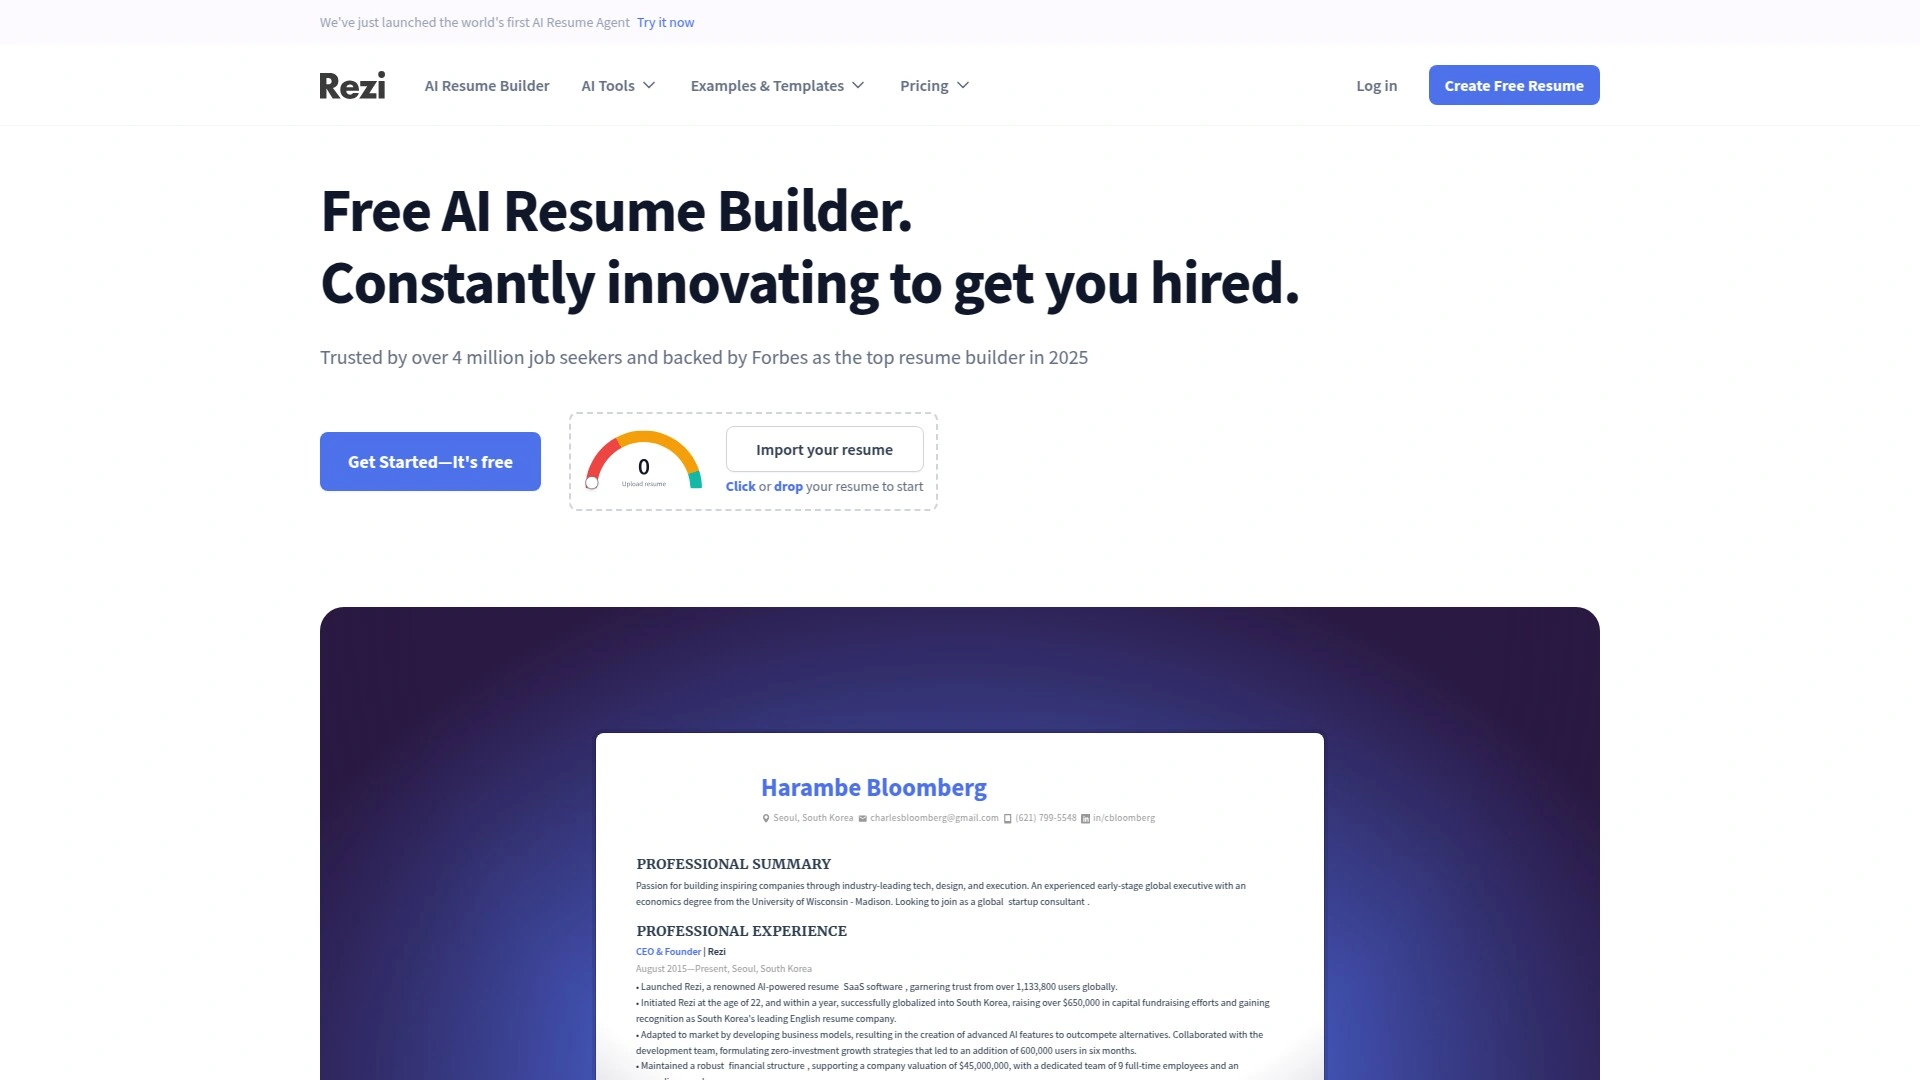 We've just launched the world's first AI Resume Agent Try it now
Rezi AI Resume Builder AI Tools Examples & Templates Pricing Log in Create Free Resume
Free AI Resume Builder.
Constantly innovating to get you hired.
Trusted by over 4 million job seekers and backed by Forbes as the top resume builder in 2025
Get Started—It's free
0
Upload resume
Import your resume
Click or drop your resume to start
Harambe Bloomberg
Seoul, South Korea charlesbloomberg@gmail.com (621) 799-5548 in/cbloomberg
PROFESSIONAL SUMMARY
Passion for building inspiring companies through industry-leading tech, design, and execution. An experienced early-stage global executive with an
economics degree from the University of Wisconsin - Madison. Looking to join as a global startup consultant .
PROFESSIONAL EXPERIENCE
CEO & Founder | Rezi
August 2015—Present, Seoul, South Korea
• Launched Rezi, a renowned AI-powered resume SaaS software , garnering trust from over 1,133,800 users globally.
• Initiated Rezi at the age of 22, and within a year, successfully globalized into South Korea, raising over $650,000 in capital fundraising efforts and gaining
recognition as South Korea's leading English resume company.
• Adapted to market by developing business models, resulting in the creation of advanced AI features to outcompete alternatives. Collaborated with the
development team, formulating zero-investment growth strategies that led to an addition of 600,000 users in six months.
• Maintained a robust financial structure , supporting a company valuation of $45,000,000, with a dedicated team of 9 full-time employees and an